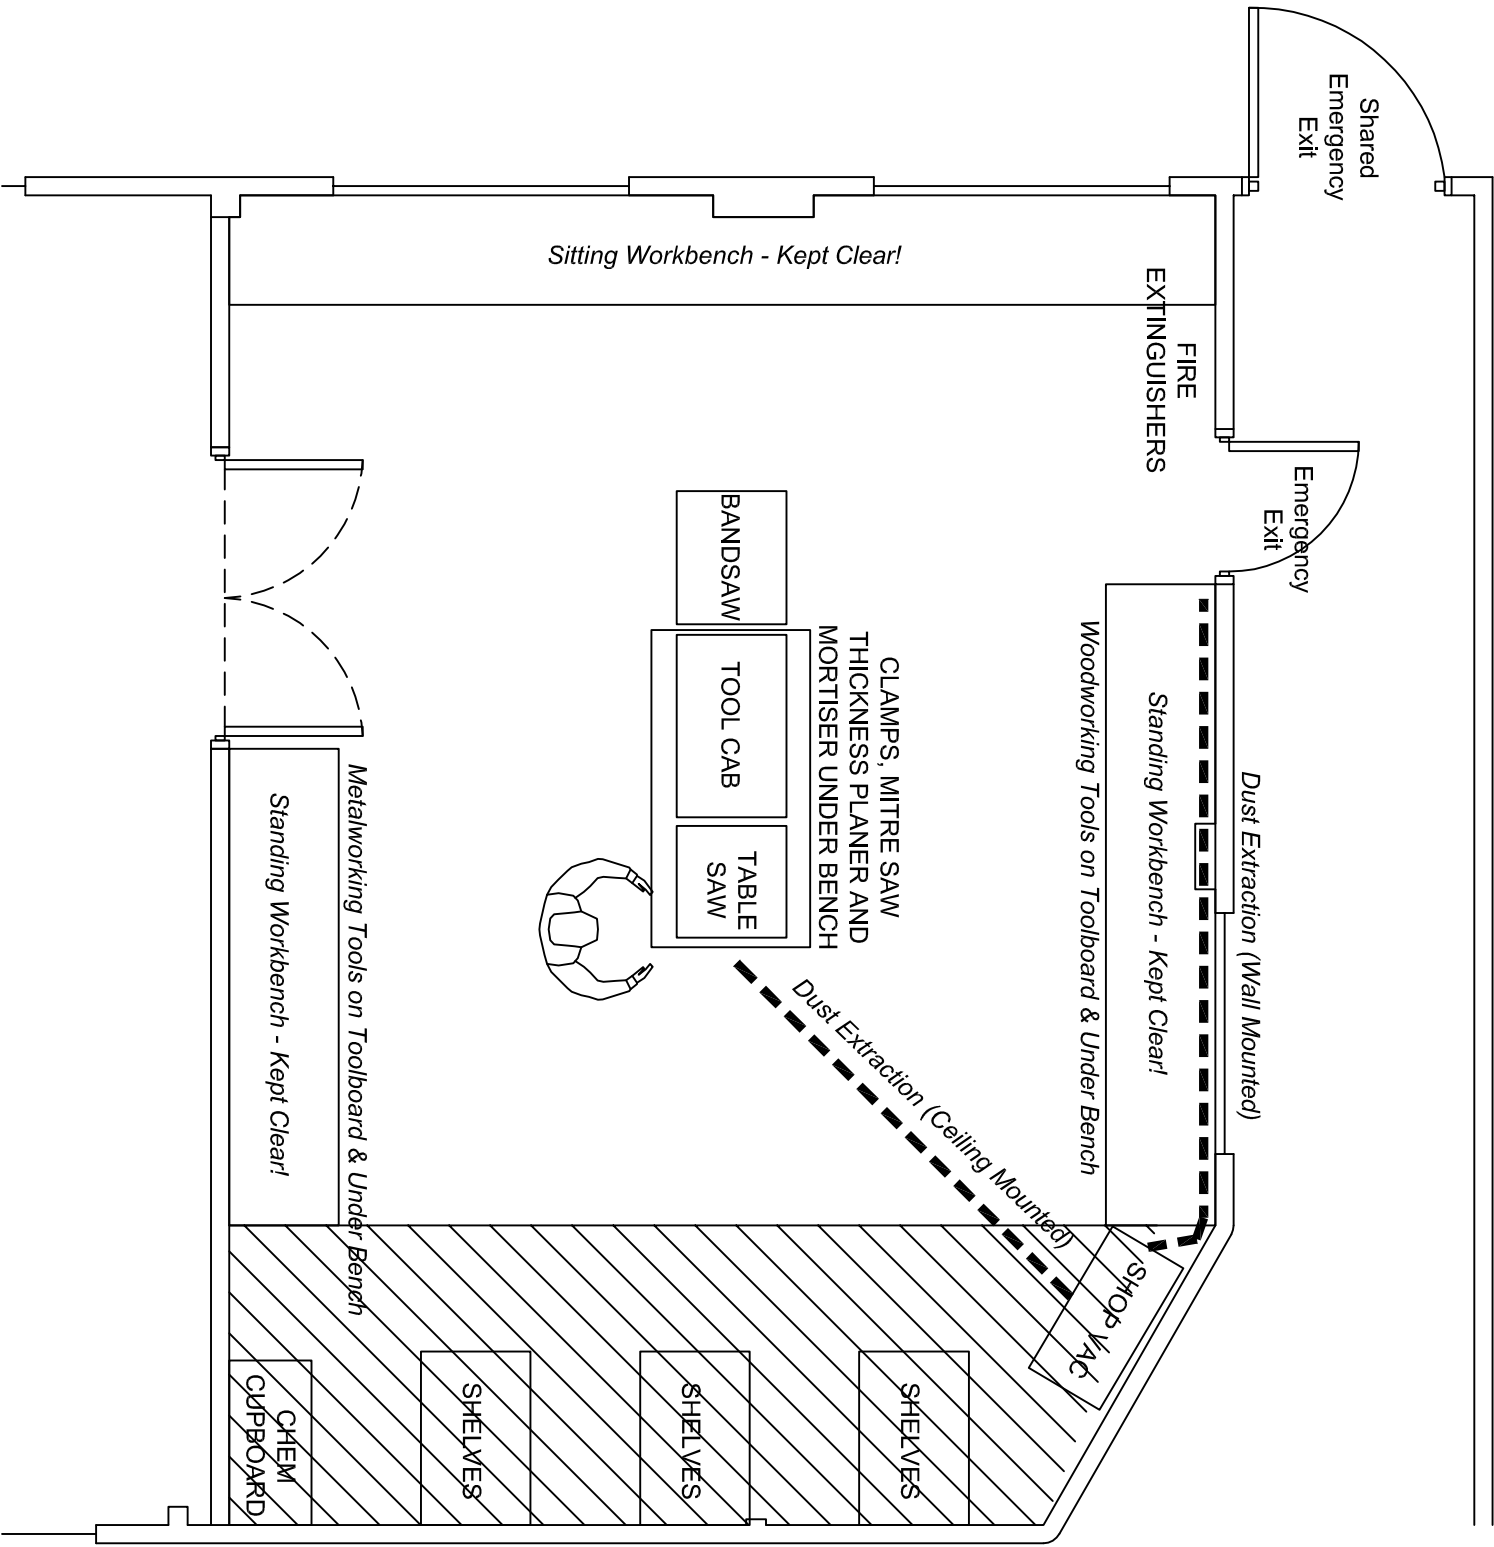 Shared
Emergency
Exit
Sitting Workbench - Kept Clear!
FIRE
EXTINGUISHERS
Emergency
Exit
BANDSAW
TOOL CAB
TABLE
SAW
CLAMPS, MITRE SAW
THICKNESS PLANER AND
MORTISER UNDER BENCH
Woodworking Tools on Toolboard & Under Bench
Standing Workbench - Kept Clear!
Dust Extraction (Wall Mounted)
Metalworking Tools on Toolboard & Under Bench
Standing Workbench - Kept Clear!
Dust Extraction (Ceiling Mounted)
SHOP VAC
CHEM
CUPBOARD
SHELVES
SHELVES
SHELVES